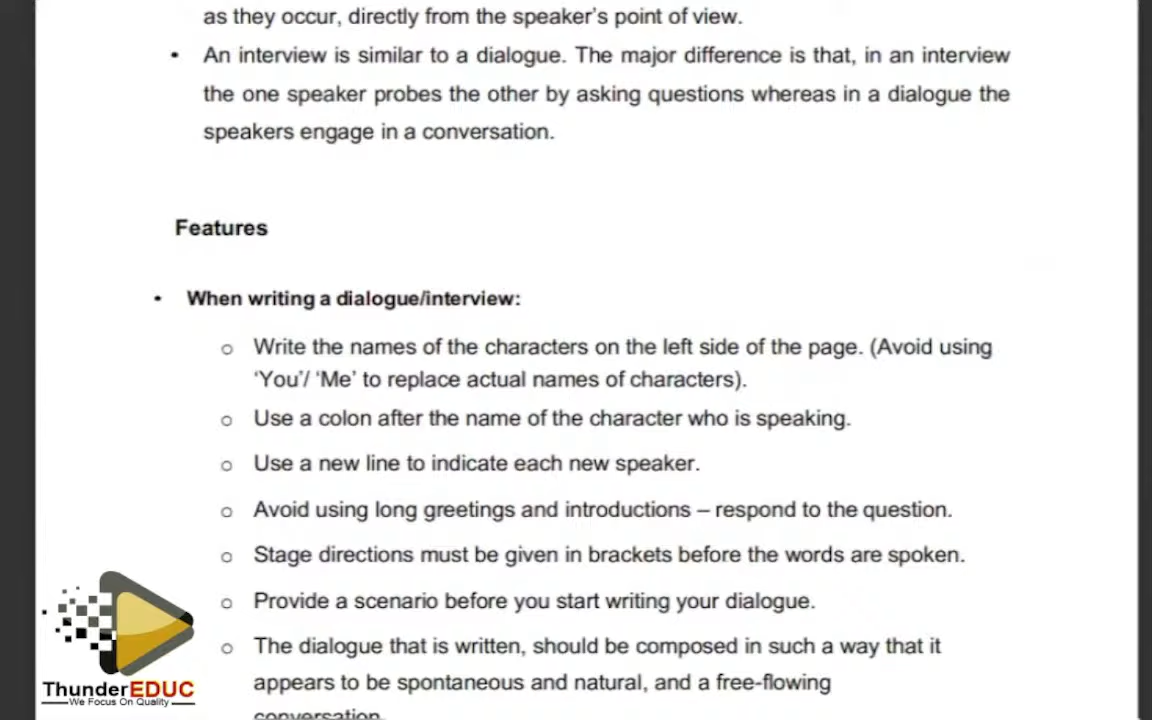 as they occur, directly from the speaker's point of view.
• An interview is similar to a dialogue. The major difference is that, in an interview
the one speaker probes the other by asking questions whereas in a dialogue the
speakers engage in a conversation.
Features
• When writing a dialogue/interview:
o Write the names of the characters on the left side of the page. (Avoid using
'You'/ 'Me' to replace actual names of characters).
o Use a colon after the name of the character who is speaking.
o Use a new line to indicate each new speaker.
o Avoid using long greetings and introductions – respond to the question.
o Stage directions must be given in brackets before the words are spoken.
o Provide a scenario before you start writing your dialogue.
o The dialogue that is written, should be composed in such a way that it
appears to be spontaneous and natural, and a free-flowing
conversation.
ThunderEDUC
We Focus On Quality